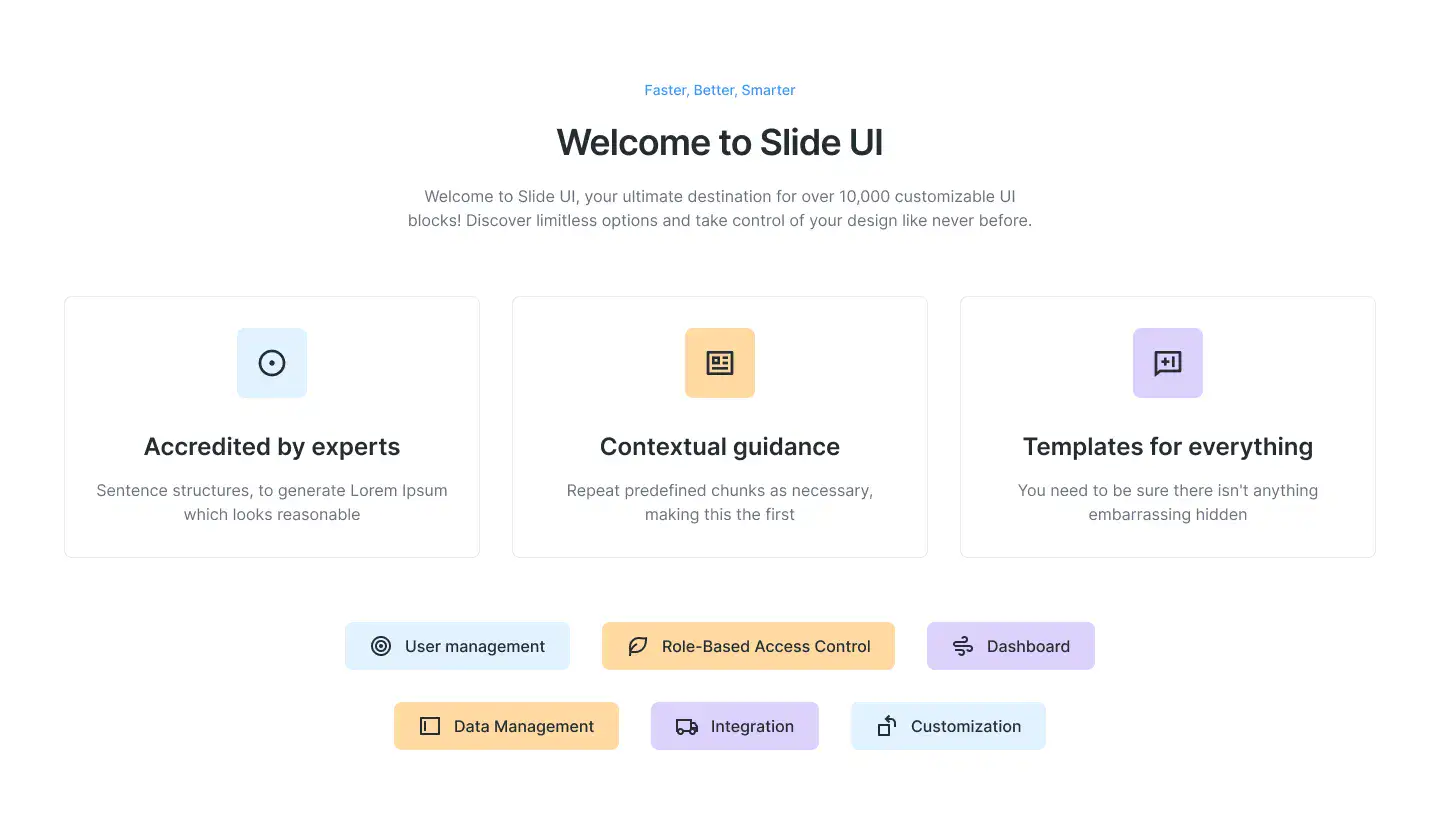 Faster, Better, Smarter
Welcome to Slide UI
Welcome to Slide UI, your ultimate destination for over 10,000 customizable UI
blocks! Discover limitless options and take control of your design like never before.
Accredited by experts
Sentence structures, to generate Lorem Ipsum
which looks reasonable
Contextual guidance
Repeat predefined chunks as necessary,
making this the first
Templates for everything
You need to be sure there isn't anything
embarrassing hidden
User management
Role-Based Access Control
Dashboard
Data Management
Integration
Customization